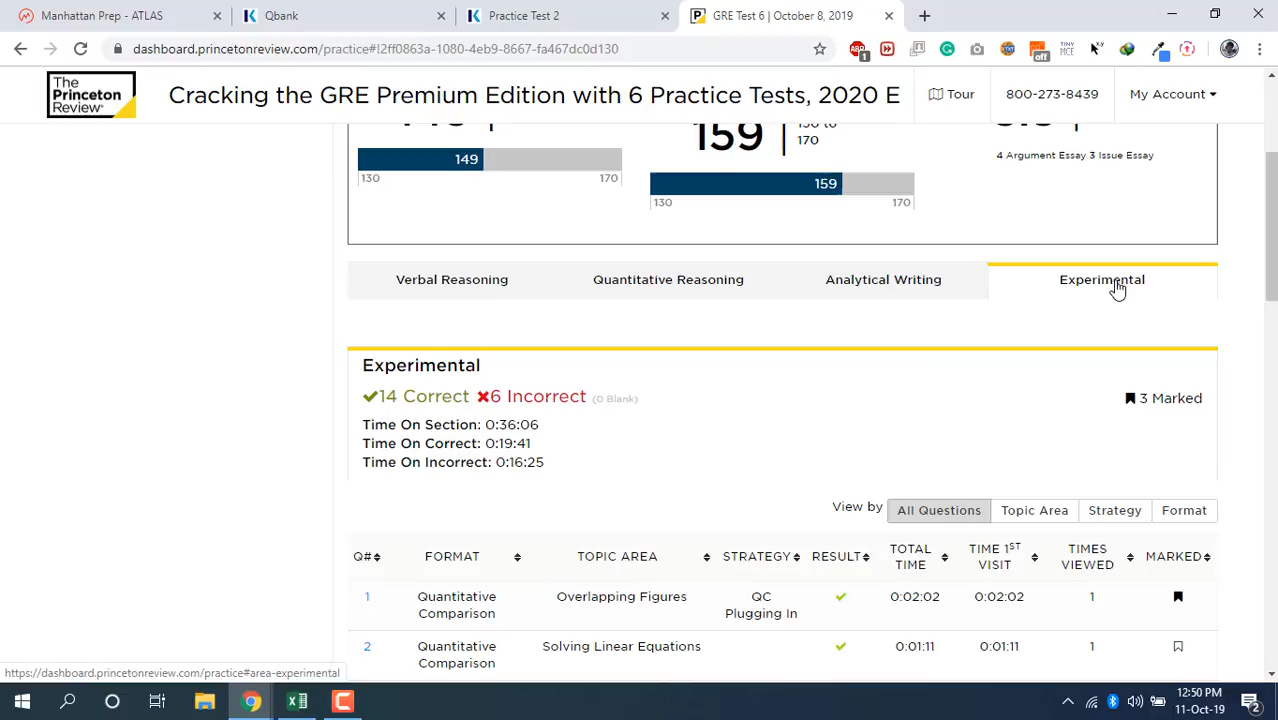 Manhattan Prep - ATLAS
Qbank
Practice Test 2
GRE Test 6 | October 8, 2019
dashboard.princetonreview.com/practice#!2ff0863a-1080-4eb9-8667-fa467dc0d130
ABP
1
off
TINY
MCE
The
Princeton
Review®
Cracking the GRE Premium Edition with 6 Practice Tests, 2020 E
Tour
800-273-8439
My Account
159
170
4 Argument Essay 3 Issue Essay
149
130
170
159
130
170
Verbal Reasoning
Quantitative Reasoning
Analytical Writing
Experimental
Experimental
14 Correct 6 Incorrect (0 Blank)
3 Marked
Time On Section: 0:36:06
Time On Correct: 0:19:41
Time On Incorrect: 0:16:25
View by All Questions Topic Area Strategy Format
Q# FORMAT TOPIC AREA STRATEGY RESULT TOTAL TIME TIME 1ST VISIT TIMES VIEWED MARKED
1 Quantitative Comparison Overlapping Figures QC Plugging In 0:02:02 0:02:02 1
2 Quantitative Comparison Solving Linear Equations 0:01:11 0:01:11 1
https://dashboard.princetonreview.com/practice#area-experimental
12:50 PM
11-Oct-19
2